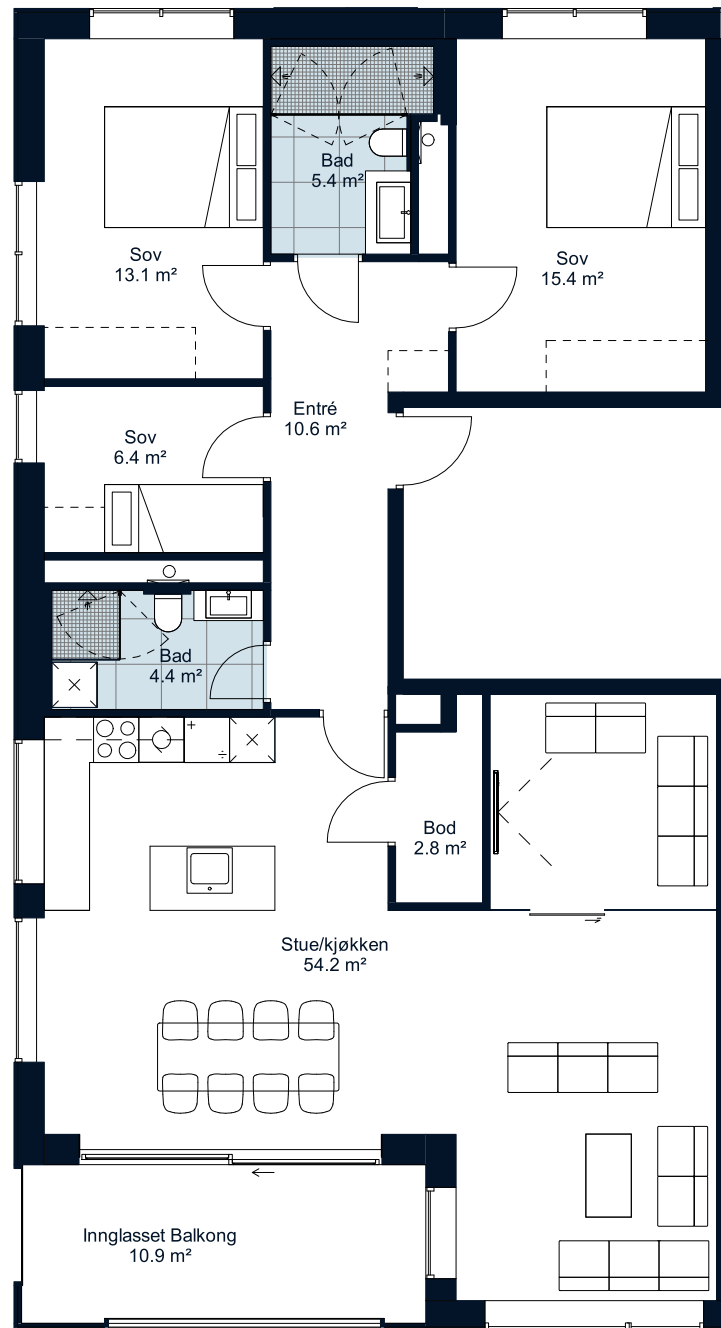 Bad
5.4 m²
Sov
13.1 m²
Sov
15.4 m²
Entré
10.6 m²
Sov
6.4 m²
Bad
4.4 m²
Bod
2.8 m²
Stue/kjøkken
54.2 m²
Innglasset Balkong
10.9 m²